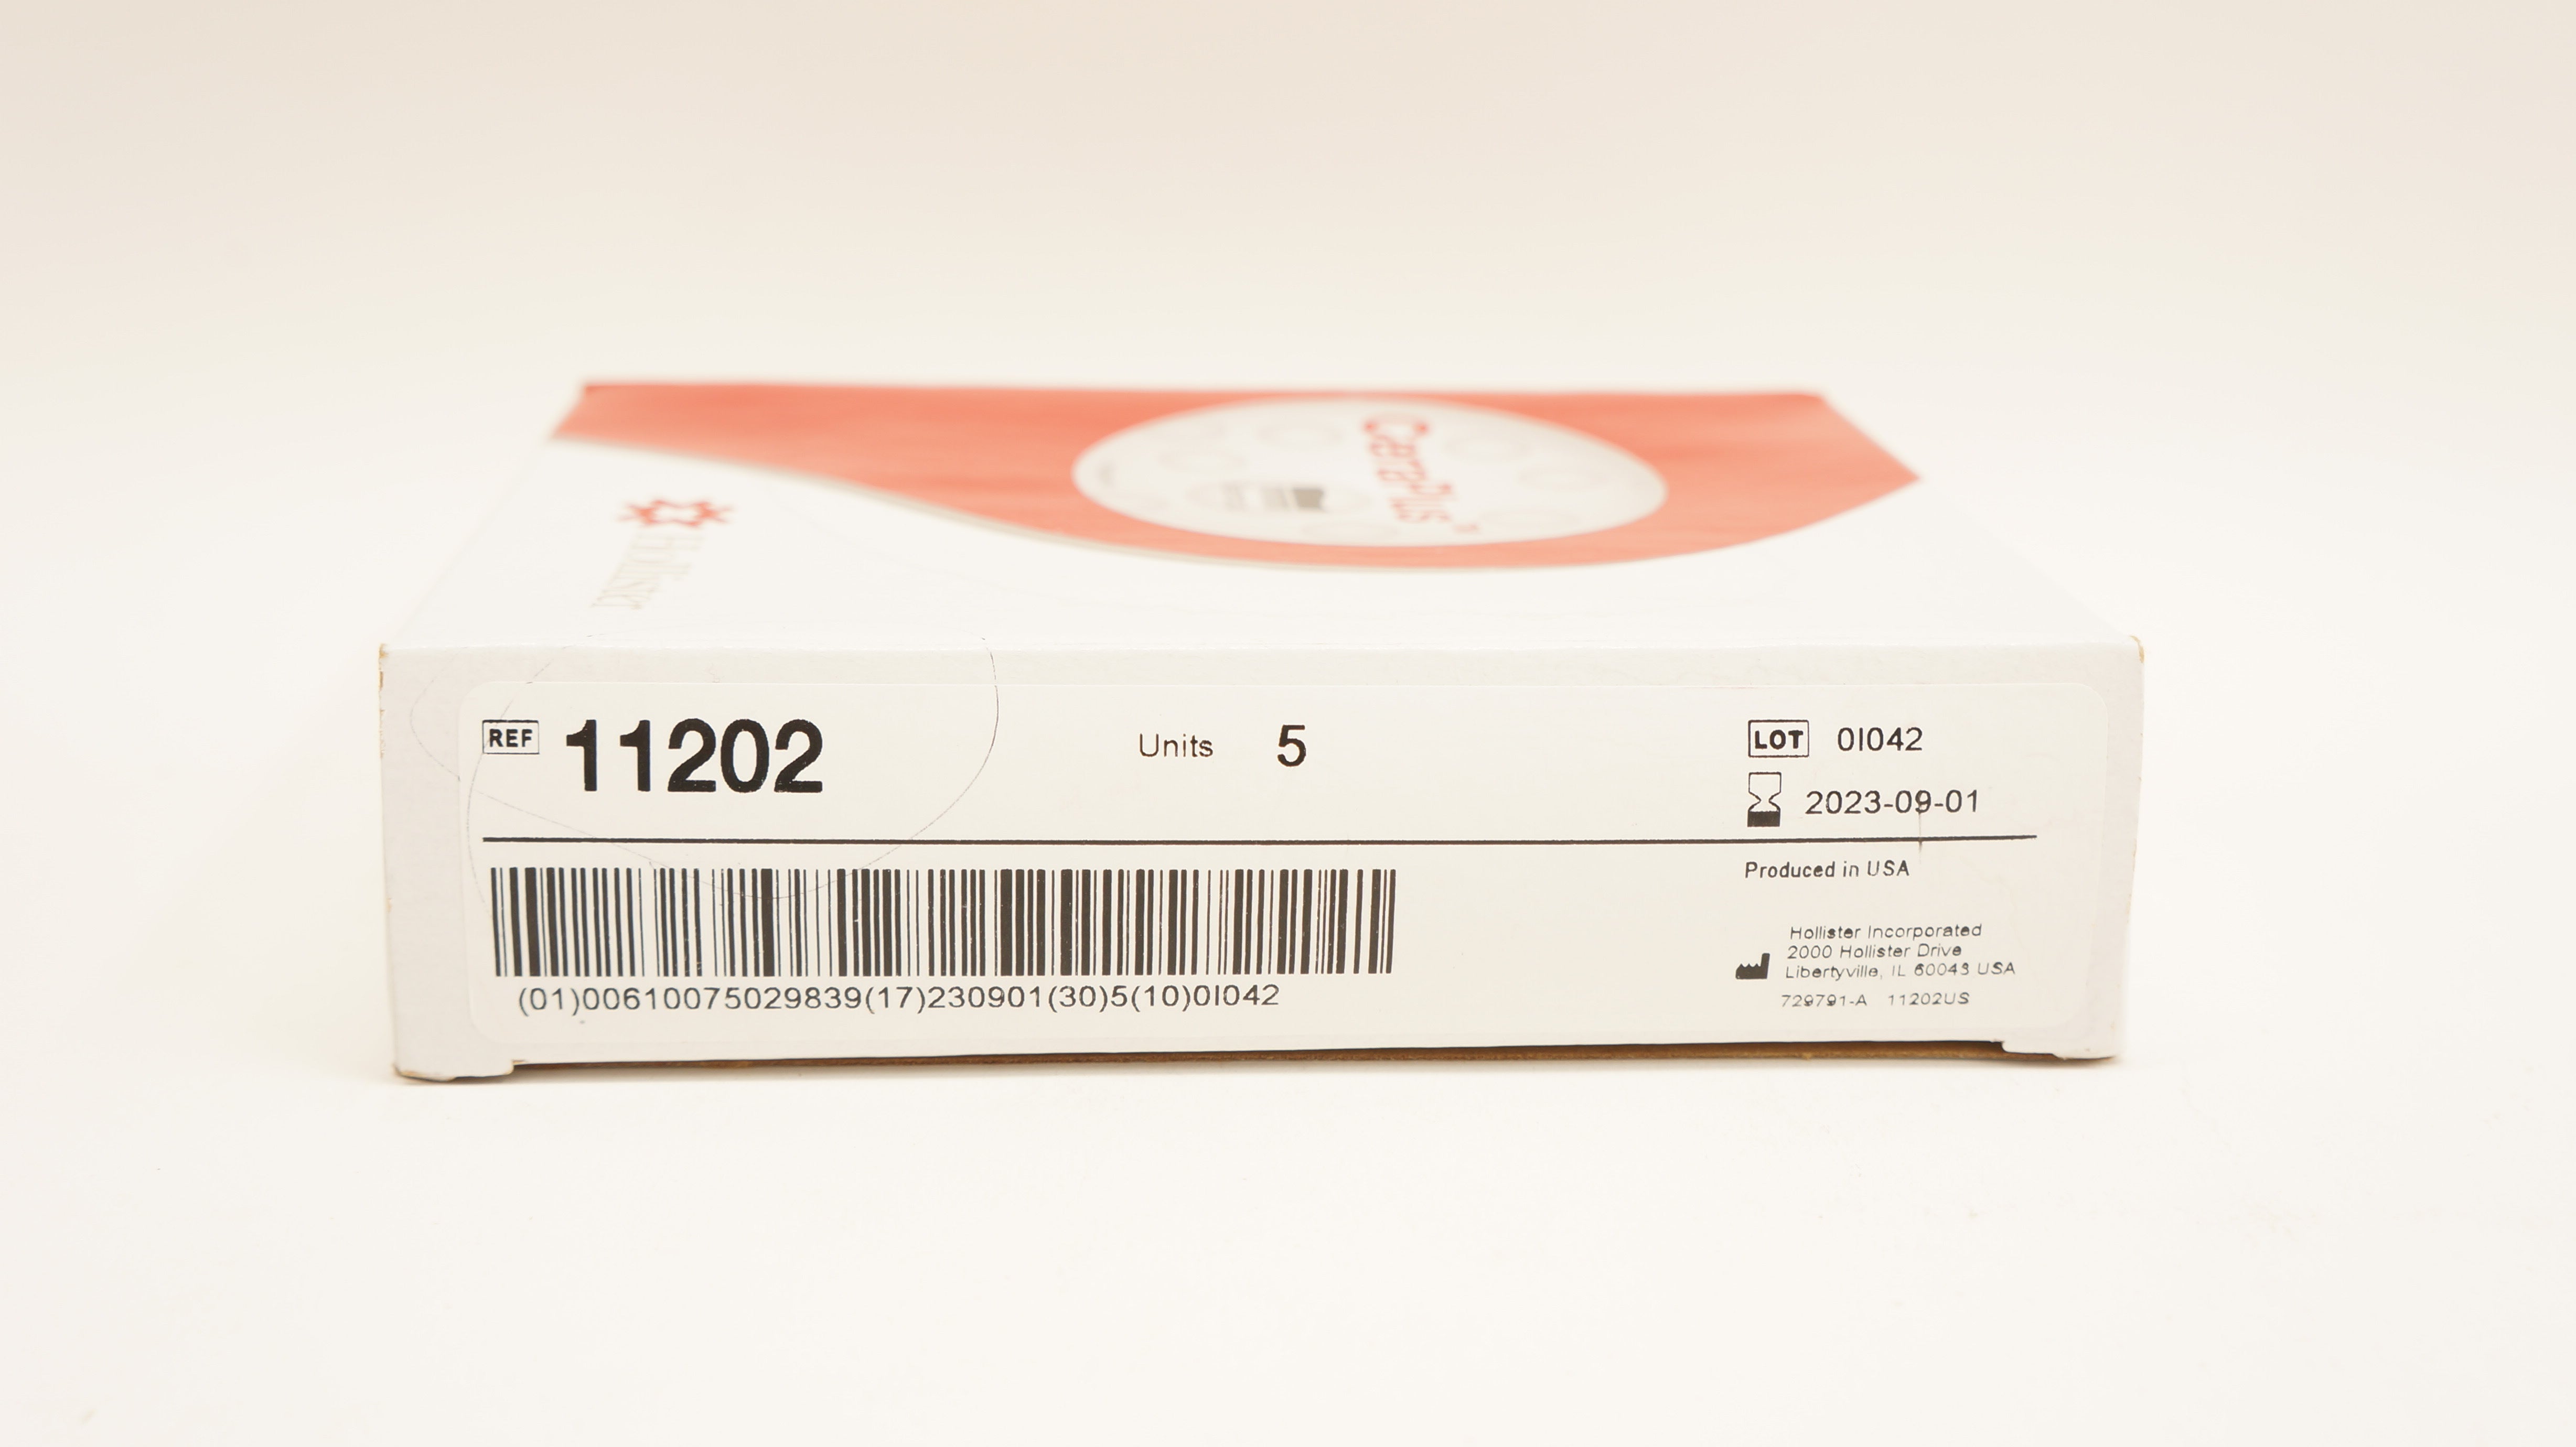 CeraPlus™
Hollister
REF 11202
Units 5
LOT 0I042
2023-09-01
Produced in USA
Hollister Incorporated
2000 Hollister Drive
Libertyville, IL 60048 USA
729791-A 11202US
(01)00610075029839(17)230901(30)5(10)0I042